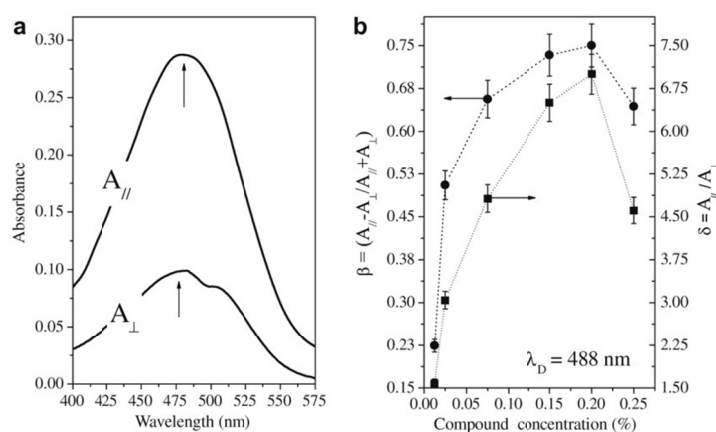 a
0.30
0.25
0.20
0.15
0.10
0.05
0.00
Absorbance
A//
A⊥
400 425 450 475 500 525 550 575
Wavelength (nm)
b
0.75
0.68
0.60
0.53
0.45
0.38
0.30
0.23
0.15
β = (A//-A⊥/A//+A⊥)
7.50
6.75
6.00
5.25
4.50
3.75
3.00
2.25
1.50
δ = A// / A⊥
λD = 488 nm
0.00 0.05 0.10 0.15 0.20 0.25
Compound concentration (%)